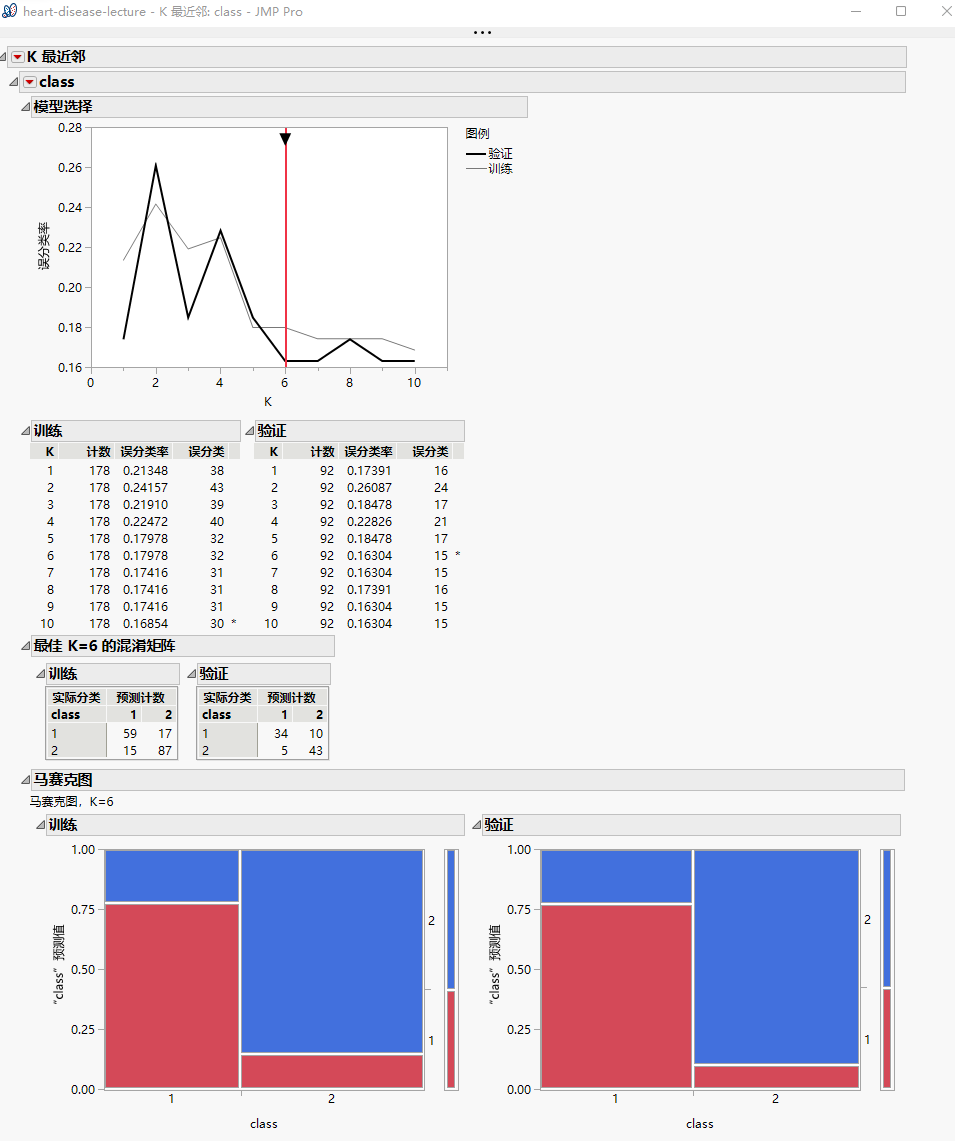 heart-disease-lecture - K 最近邻: class - JMP Pro
K 最近邻
class
模型选择
0.28
0.26
0.24
0.22
0.20
0.18
0.16
误分类率
0 2 4 6 8 10
K
图例
验证
训练
训练
K 计数 误分类率 误分类
1 178 0.21348 38
2 178 0.24157 43
3 178 0.21910 39
4 178 0.22472 40
5 178 0.17978 32
6 178 0.17978 32
7 178 0.17416 31
8 178 0.17416 31
9 178 0.17416 31
10 178 0.16854 30 *
验证
K 计数 误分类率 误分类
1 92 0.17391 16
2 92 0.26087 24
3 92 0.18478 17
4 92 0.22826 21
5 92 0.18478 17
6 92 0.16304 15 *
7 92 0.16304 15
8 92 0.17391 16
9 92 0.16304 15
10 92 0.16304 15
最佳 K=6 的混淆矩阵
训练
实际分类 预测计数
class 1 2
1 59 17
2 15 87
验证
实际分类 预测计数
class 1 2
1 34 10
2 5 43
马赛克图
马赛克图，K=6
训练
1.00
0.75
0.50
0.25
0.00
“class” 预测值
2
1
1 2
class
验证
1.00
0.75
0.50
0.25
0.00
“class” 预测值
2
1
1 2
class